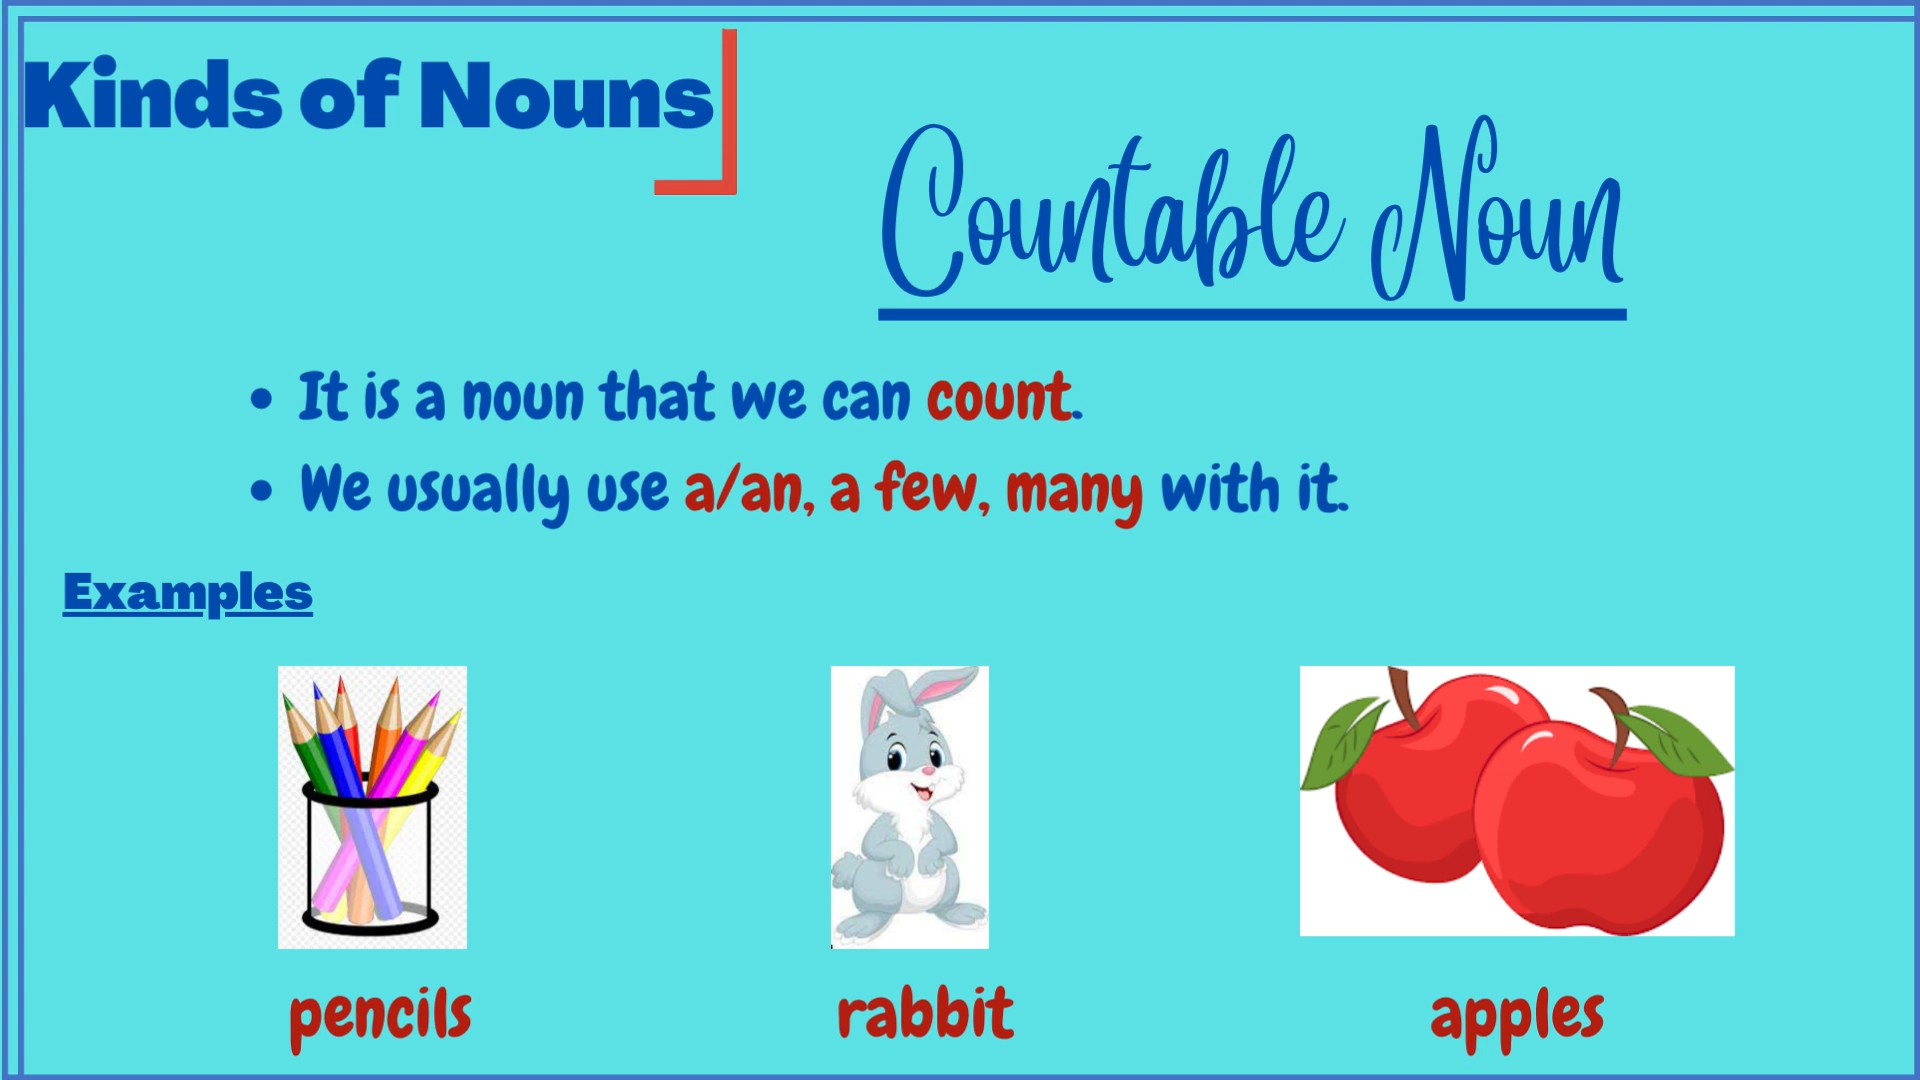 Kinds of Nouns
Countable Noun
• It is a noun that we can count.
• We usually use a/an, a few, many with it.
Examples
pencils
rabbit
apples